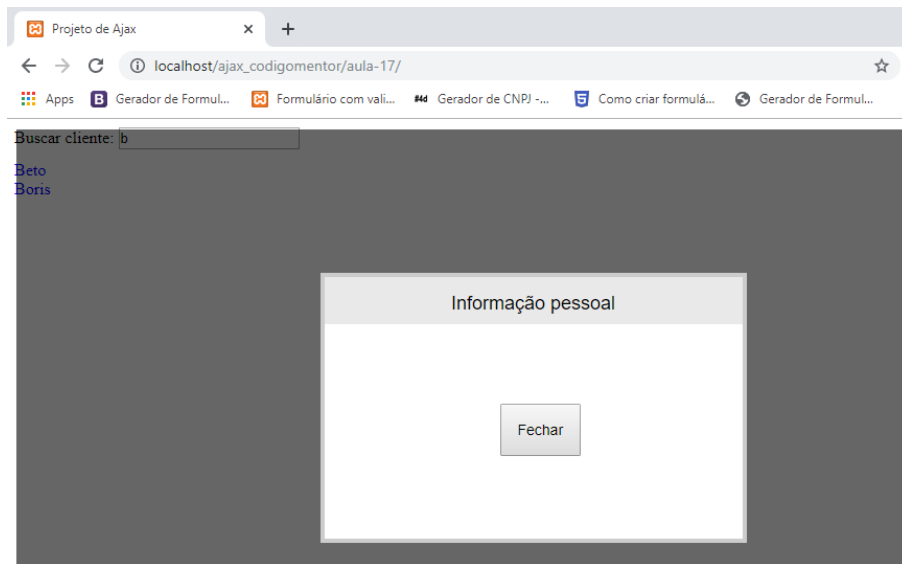 Projeto de Ajax
localhost/ajax_codigomentor/aula-17/
Apps B Gerador de Formul... Formulário com vali... #4d Gerador de CNPJ -... 5 Como criar formulá... Gerador de Formul...
Buscar cliente: b
Beto
Boris
Informação pessoal
Fechar